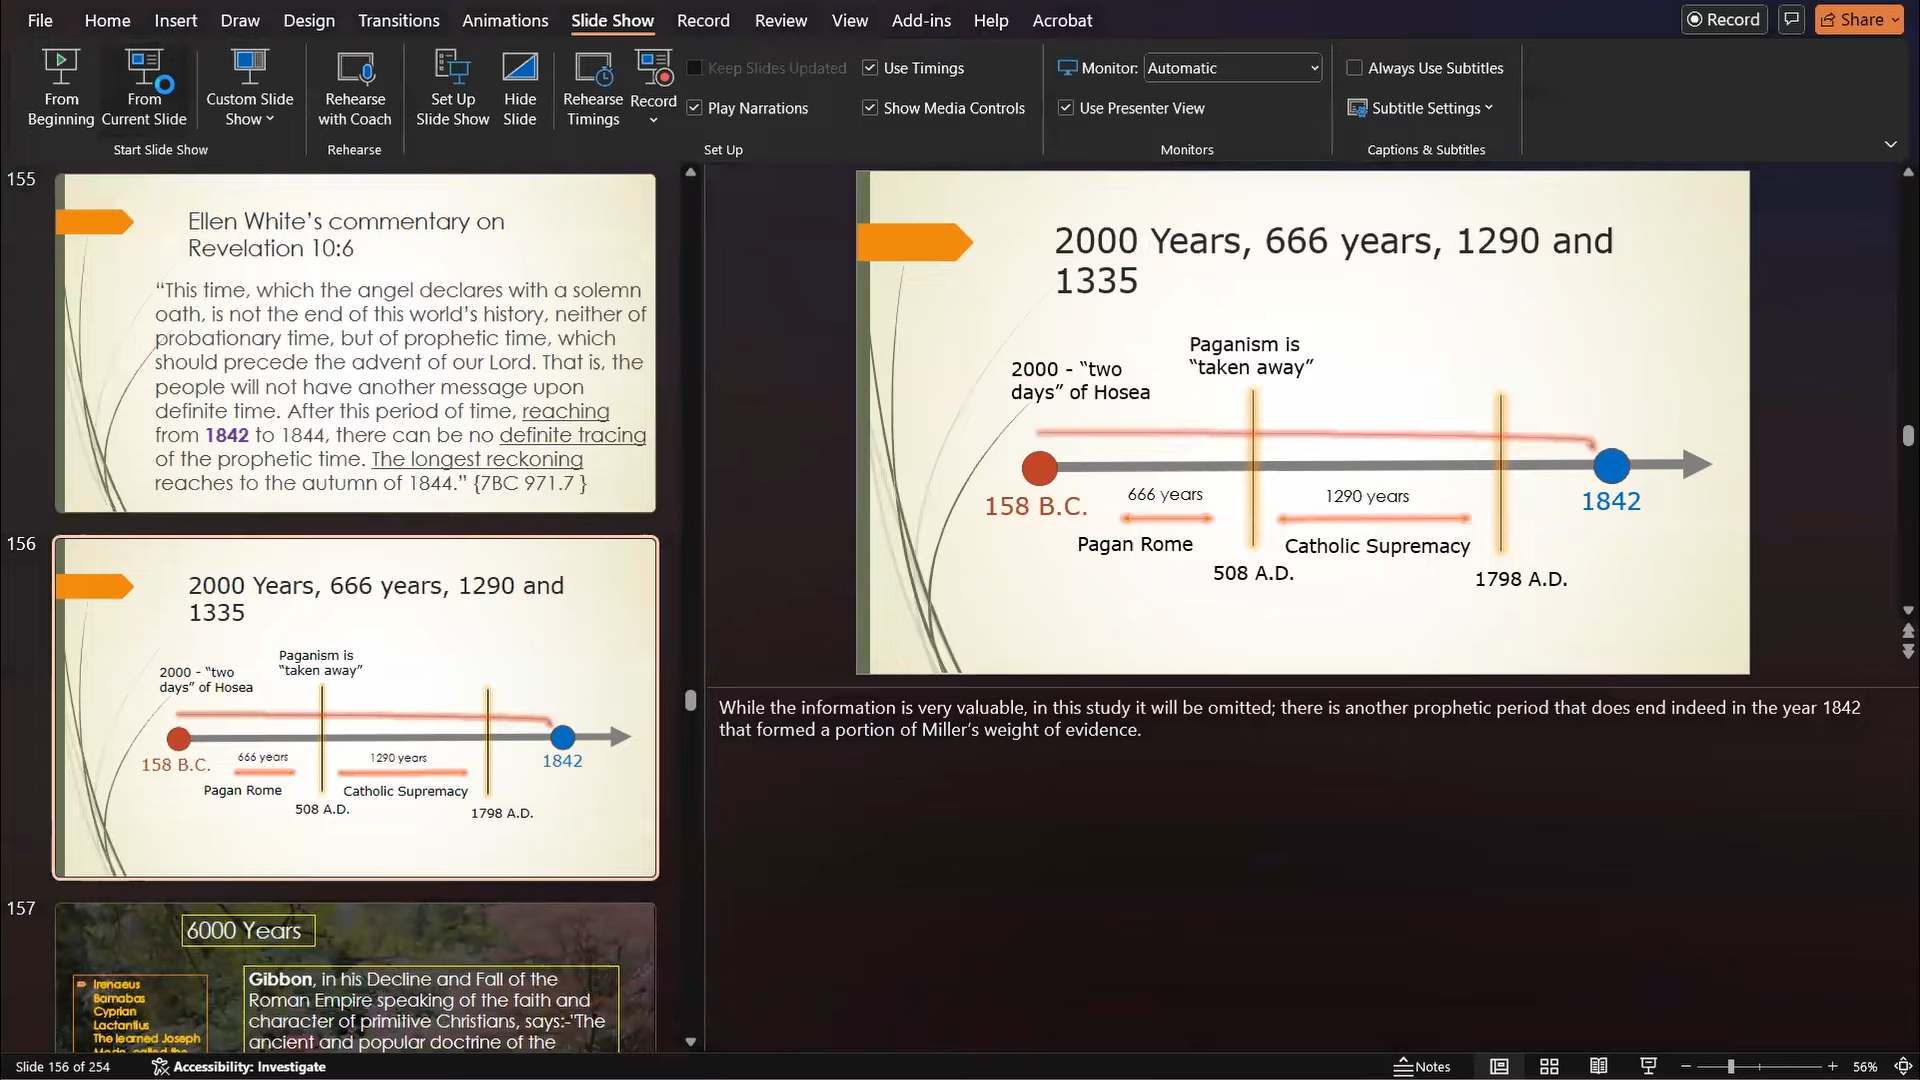 File Home Insert Draw Design Transitions Animations Slide Show Record Review View Add-ins Help Acrobat Record Share
From Beginning
From Current Slide
Custom Slide Show
Rehearse with Coach
Set Up Slide Show
Hide Slide
Rehearse Timings
Record
Keep Slides Updated
Play Narrations
Use Timings
Show Media Controls
Monitor: Automatic
Use Presenter View
Always Use Subtitles
Subtitle Settings
Start Slide Show Rehearse Set Up Monitors Captions & Subtitles
155
Ellen White’s commentary on
Revelation 10:6
“This time, which the angel declares with a solemn
oath, is not the end of this world’s history, neither of
probationary time, but of prophetic time, which
should precede the advent of our Lord. That is, the
people will not have another message upon
definite time. After this period of time, reaching
from 1842 to 1844, there can be no definite tracing
of the prophetic time. The longest reckoning
reaches to the autumn of 1844.” {7BC 971.7 }
156
2000 Years, 666 years, 1290 and
1335
Paganism is
“taken away”
2000 - “two
days” of Hosea
158 B.C.
666 years
1290 years
1842
Pagan Rome
Catholic Supremacy
508 A.D.
1798 A.D.
157
6000 Years
Irenaeus
Barnabas
Cyprian
Lactantius
The learned Joseph
Gibbon, in his Decline and Fall of the
Roman Empire speaking of the faith and
character of primitive Christians, says:-"The
ancient and popular doctrine of the
2000 Years, 666 years, 1290 and
1335
Paganism is
“taken away”
2000 - “two
days” of Hosea
158 B.C.
666 years
1290 years
1842
Pagan Rome
Catholic Supremacy
508 A.D.
1798 A.D.
While the information is very valuable, in this study it will be omitted; there is another prophetic period that does end indeed in the year 1842
that formed a portion of Miller’s weight of evidence.
Slide 156 of 254 Accessibility: Investigate Notes 56%